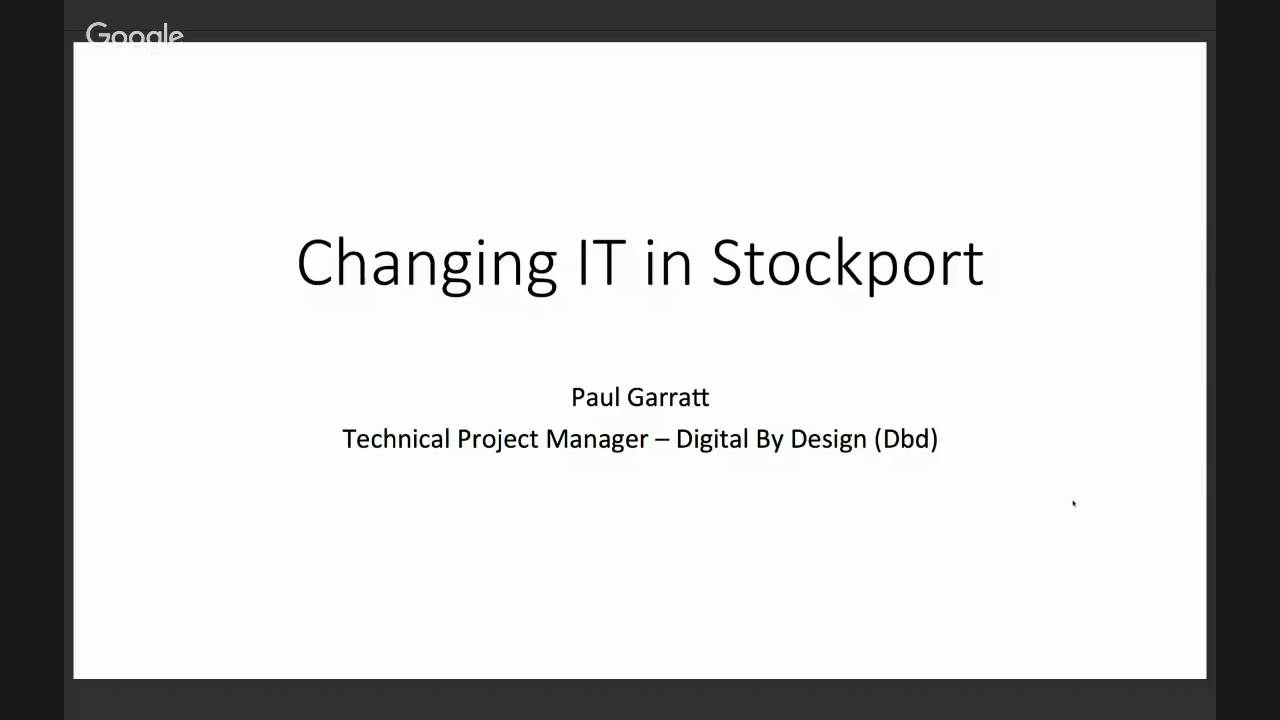 Google
Changing IT in Stockport
Paul Garratt
Technical Project Manager – Digital By Design (Dbd)